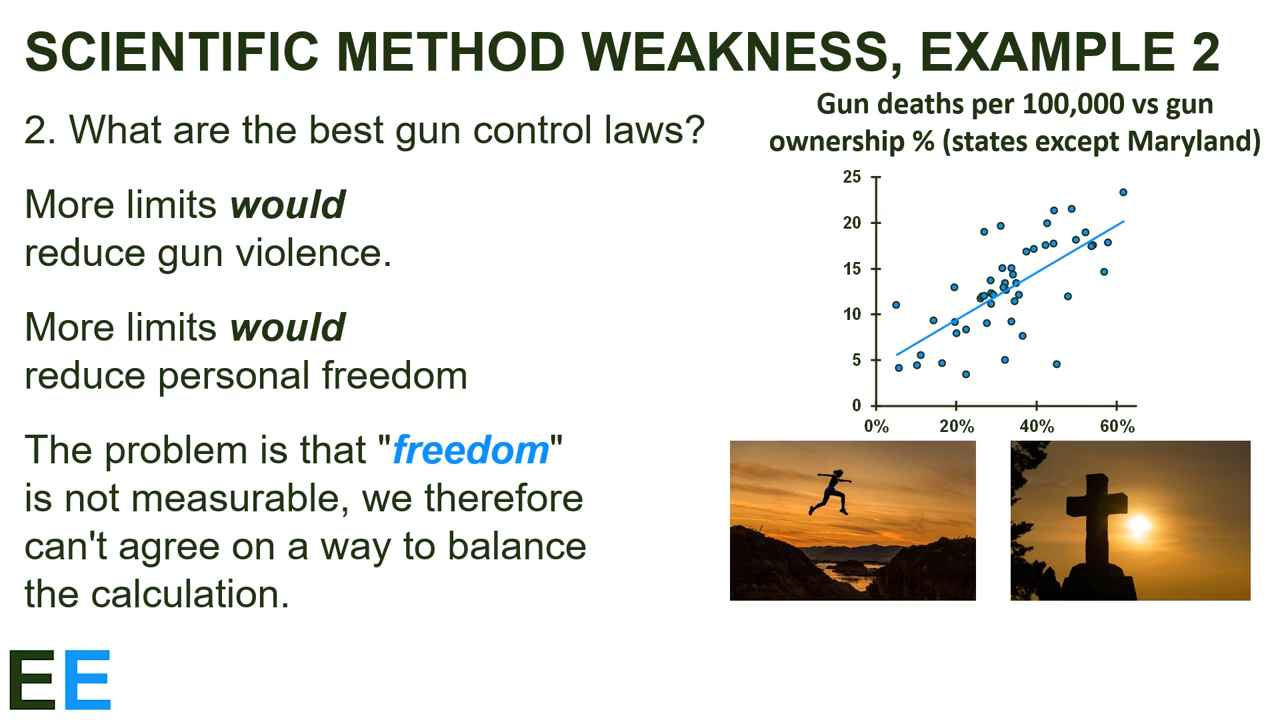 SCIENTIFIC METHOD WEAKNESS, EXAMPLE 2
2. What are the best gun control laws?
More limits would
reduce gun violence.
More limits would
reduce personal freedom
The problem is that "freedom"
is not measurable, we therefore
can't agree on a way to balance
the calculation.
Gun deaths per 100,000 vs gun
ownership % (states except Maryland)
25
20
15
10
5
0
0% 20% 40% 60%
EE